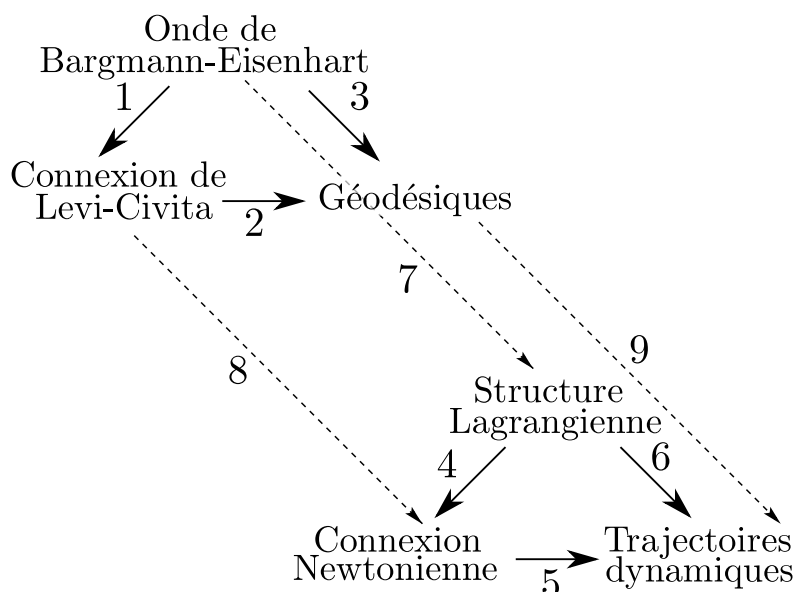 Onde de
Bargmann-Eisenhart
1
3
Connexion de
Levi-Civita
2
Géodésiques
7
9
8
Structure
Lagrangienne
4
6
Connexion
Newtonienne
5
Trajectoires
dynamiques